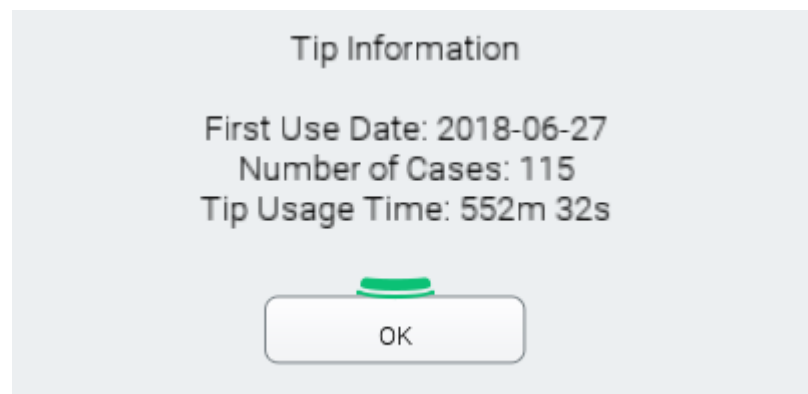 Tip Information
First Use Date: 2018-06-27
Number of Cases: 115
Tip Usage Time: 552m 32s
OK